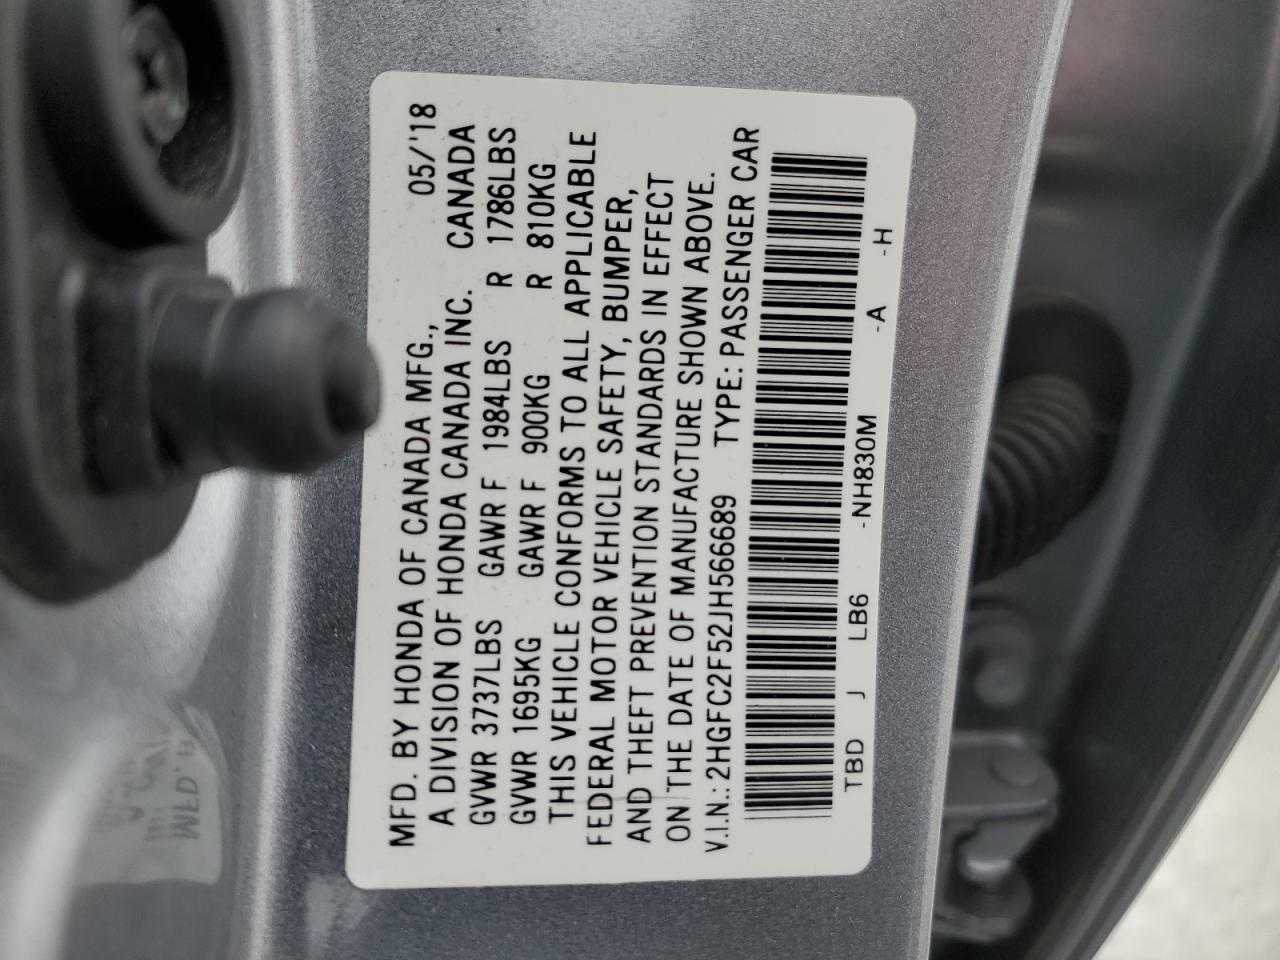 MFD. BY HONDA OF CANADA MFG., 05/'18
A DIVISION OF HONDA CANADA INC. CANADA
GVWR 3737LBS GAWR F 1984LBS R 1786LBS
GVWR 1695KG GAWR F 900KG R 810KG
THIS VEHICLE CONFORMS TO ALL APPLICABLE
FEDERAL MOTOR VEHICLE SAFETY, BUMPER,
AND THEFT PREVENTION STANDARDS IN EFFECT
ON THE DATE OF MANUFACTURE SHOWN ABOVE.
V.I.N.: 2HGFC2F52JH566689 TYPE: PASSENGER CAR
TBD J LB6 -NH830M -A -H